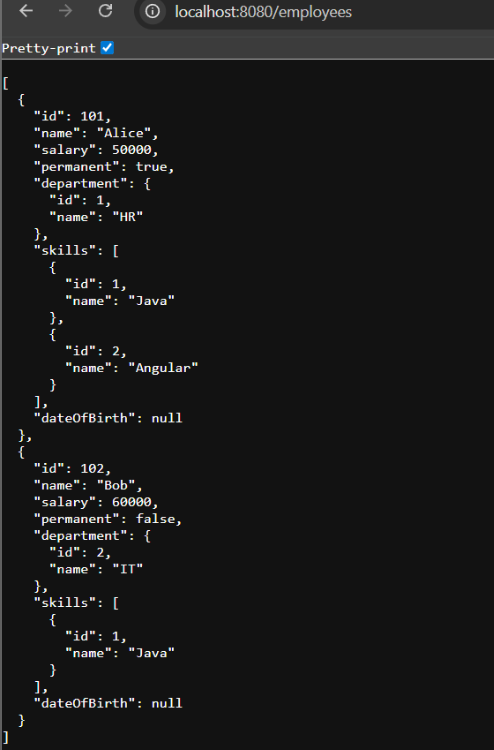 localhost:8080/employees
Pretty-print
[
  {
    "id": 101,
    "name": "Alice",
    "salary": 50000,
    "permanent": true,
    "department": {
      "id": 1,
      "name": "HR"
    },
    "skills": [
      {
        "id": 1,
        "name": "Java"
      },
      {
        "id": 2,
        "name": "Angular"
      }
    ],
    "dateOfBirth": null
  },
  {
    "id": 102,
    "name": "Bob",
    "salary": 60000,
    "permanent": false,
    "department": {
      "id": 2,
      "name": "IT"
    },
    "skills": [
      {
        "id": 1,
        "name": "Java"
      }
    ],
    "dateOfBirth": null
  }
]